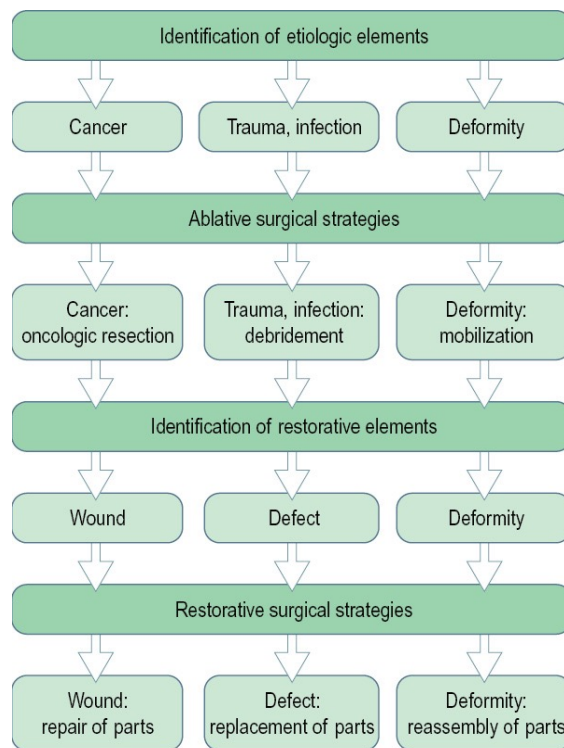 Identification of etiologic elements
Cancer
Trauma, infection
Deformity
Ablative surgical strategies
Cancer:
oncologic resection
Trauma, infection:
debridement
Deformity:
mobilization
Identification of restorative elements
Wound
Defect
Deformity
Restorative surgical strategies
Wound:
repair of parts
Defect:
replacement of parts
Deformity:
reassembly of parts